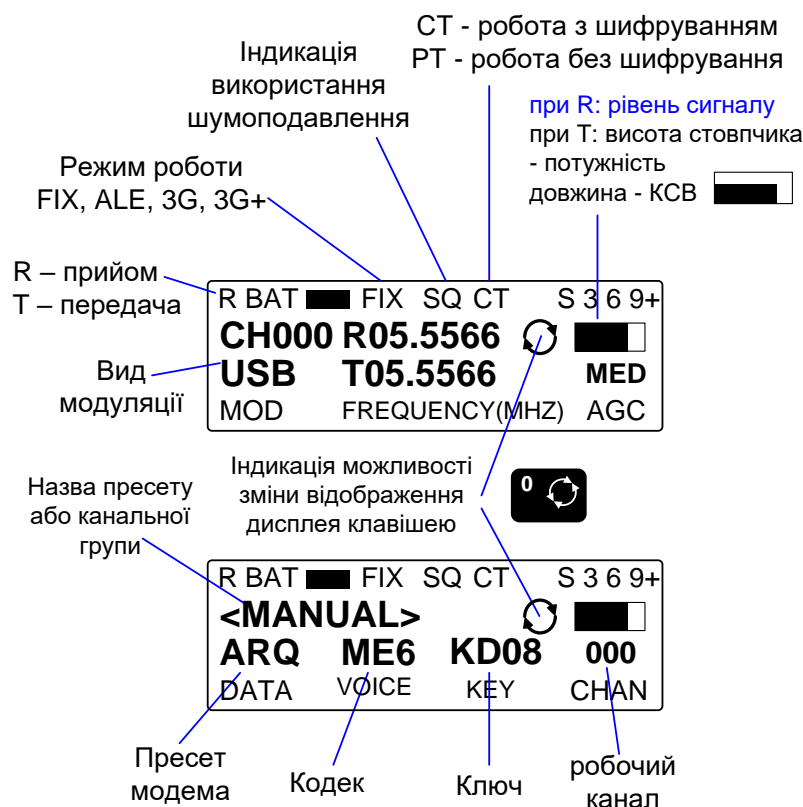 СТ - робота з шифруванням
РТ - робота без шифрування
Індикація
використання
шумоподавлення
при R: рівень сигналу
при T: висота стовпчика
- потужність
довжина - КСВ
Режим роботи
FIX, ALE, 3G, 3G+
R – прийом
T – передача
R BAT FIX SQ CT S 3 6 9+
CH000 R05.5566
USB T05.5566 MED
MOD FREQUENCY(MHZ) AGC
Вид
модуляції
Індикація можливості
зміни відображення
дисплея клавішею
0
Назва пресету
або канальної
групи
R BAT FIX SQ CT S 3 6 9+
<MANUAL>
ARQ ME6 KD08 000
DATA VOICE KEY CHAN
Пресет
модема
Кодек
Ключ
робочий
канал